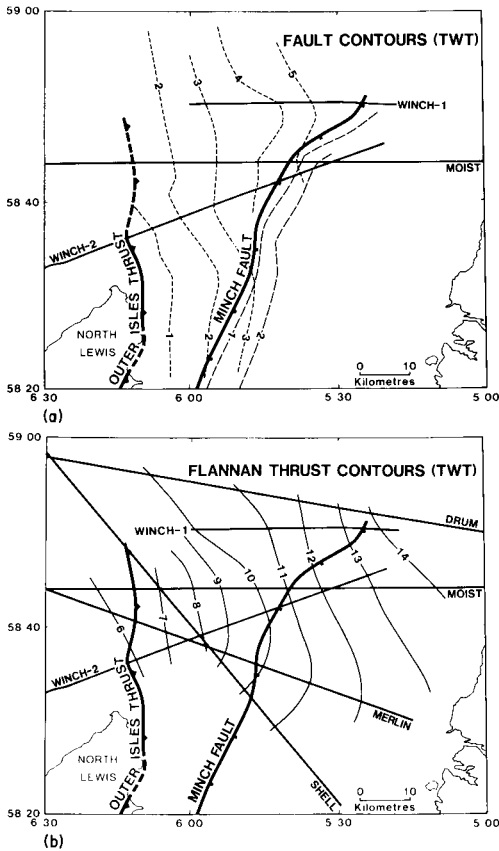 59 00
FAULT CONTOURS (TWT)
2
3
4
5
WINCH-1
MOIST
58 40
WINCH-2
OUTER ISLES THRUST
MINCH FAULT
NORTH
LEWIS
1
2
1
3
2
0 10
Kilometres
58 20
6 30
6 00
5 30
5 00
(a)
59 00
FLANNAN THRUST CONTOURS (TWT)
DRUM
WINCH-1
14
13
12
11
10
9
8
7
6
MOIST
58 40
WINCH-2
MERLIN
OUTER ISLES THRUST
MINCH FAULT
NORTH
LEWIS
SHELL
0 10
Kilometres
58 20
6 30
6 00
5 30
5 00
(b)